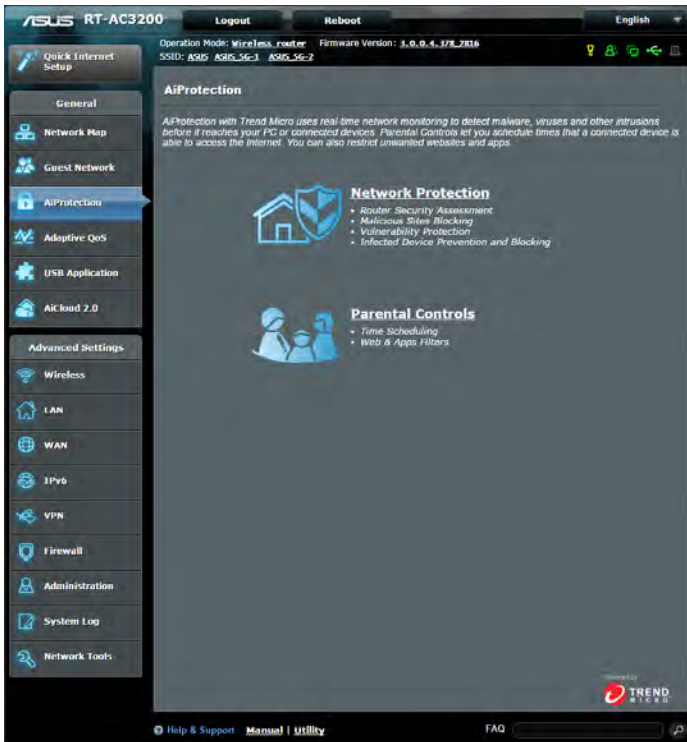 ASUS RT-AC3200 Logout Reboot English
Quick Internet Setup
Operation Mode: Wireless router Firmware Version: 3.0.0.4.378_2816
SSID: ASUS ASUS_5G-1 ASUS_5G-2
General
Network Map
Guest Network
AiProtection
Adaptive QoS
USB Application
AiCloud 2.0
Advanced Settings
Wireless
LAN
WAN
IPv6
VPN
Firewall
Administration
System Log
Network Tools
AiProtection
AiProtection with Trend Micro uses real-time network monitoring to detect malware, viruses and other intrusions
before it reaches your PC or connected devices. Parental Controls let you schedule times that a connected device is
able to access the Internet. You can also restrict unwanted websites and apps.
Network Protection
• Router Security Assessment
• Malicious Sites Blocking
• Vulnerability Protection
• Infected Device Prevention and Blocking
Parental Controls
• Time Scheduling
• Web & Apps Filters
TREND
MICRO
Help & Support Manual | Utility FAQ